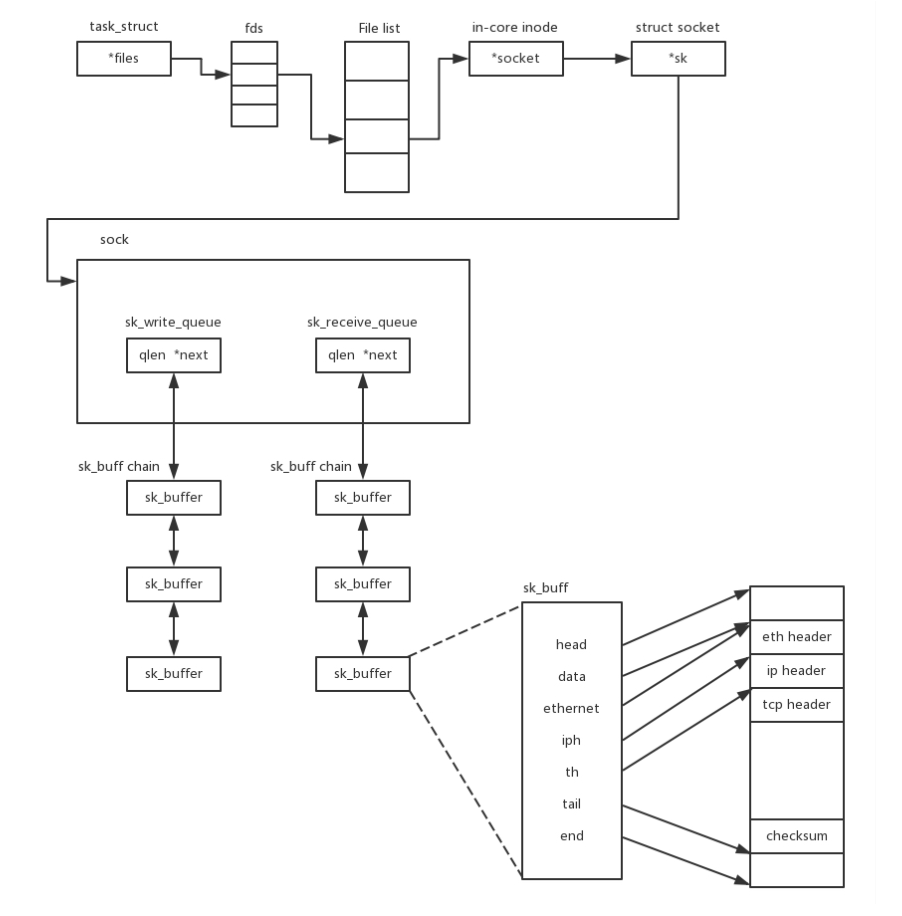 task_struct
fds
File list
in-core inode
struct socket
*files
*socket
*sk
sock
sk_write_queue
sk_receive_queue
qlen *next
qlen *next
sk_buff chain
sk_buff chain
sk_buffer
sk_buffer
sk_buffer
sk_buffer
sk_buffer
sk_buffer
sk_buff
head
data
ethernet
iph
th
tail
end
eth header
ip header
tcp header
checksum